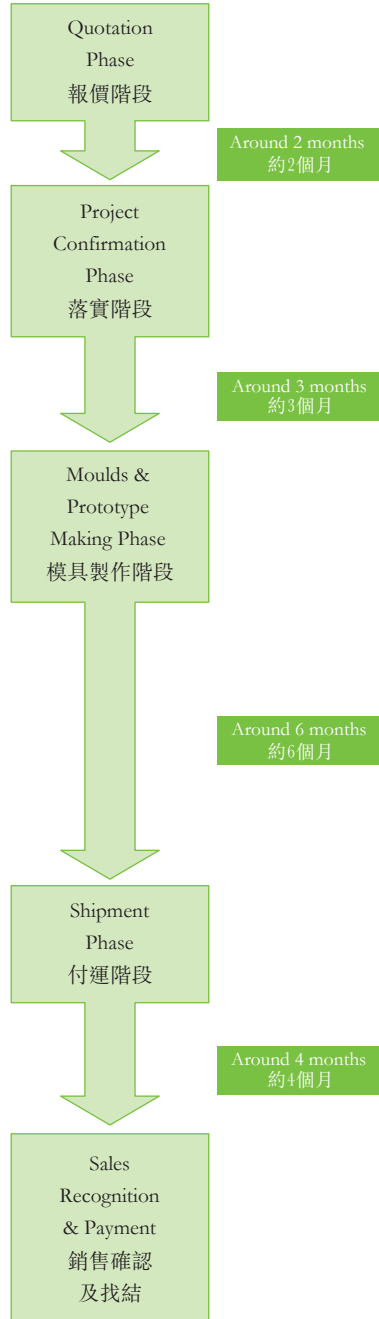 Quotation
Phase
報價階段
Around 2 months
約2個月
Project
Confirmation
Phase
落實階段
Around 3 months
約3個月
Moulds &
Prototype
Making Phase
模具製作階段
Around 6 months
約6個月
Shipment
Phase
付運階段
Around 4 months
約4個月
Sales
Recognition
& Payment
銷售確認
及找結